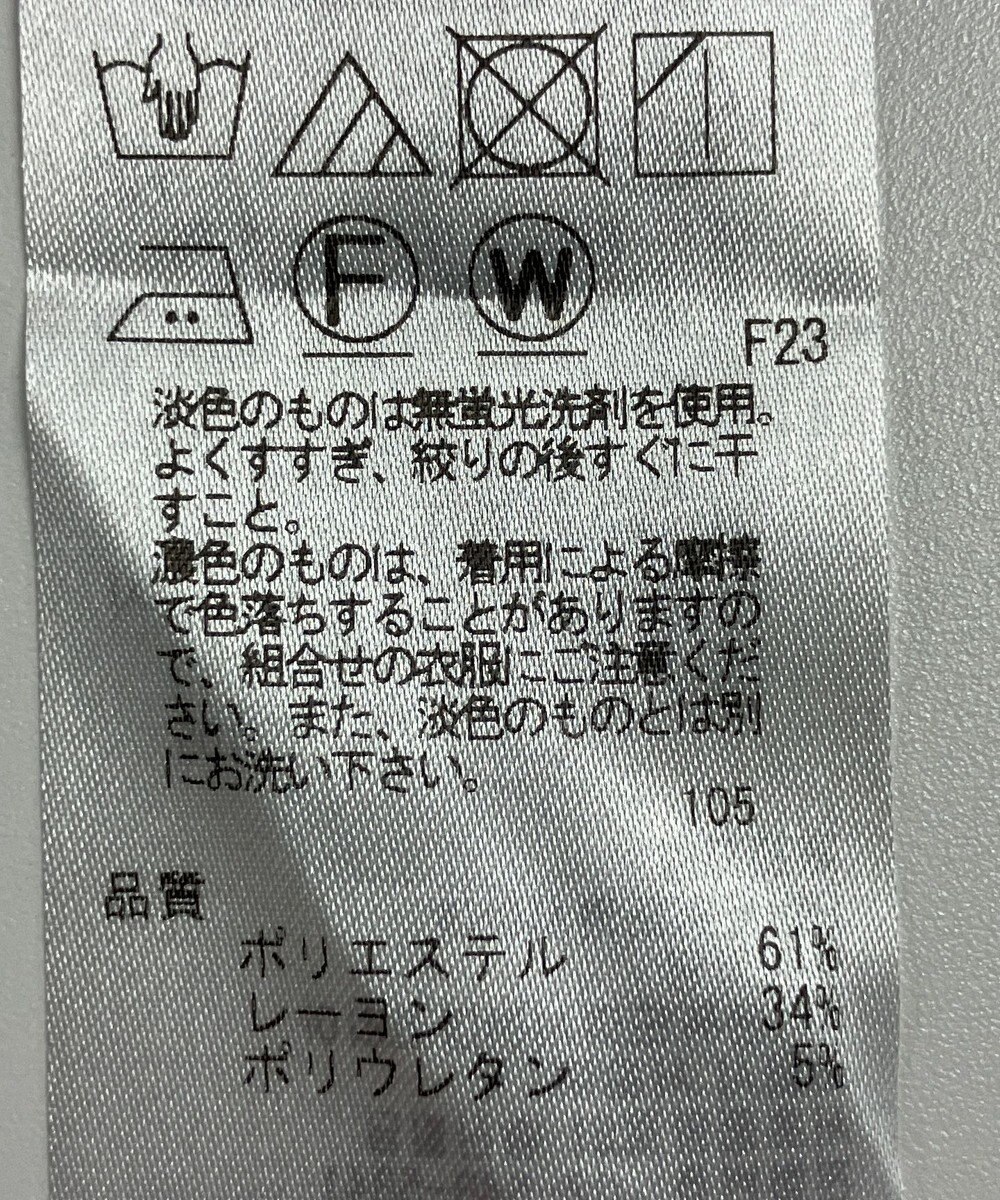 F
W
F23
淡色のものは無蛍光洗剤を使用。
よくすすぎ、絞りの後すぐに干
すこと。
濃色のものは、着用による摩擦
で色落ちすることがありますの
で、組合せの衣服にご注意くだ
さい。また、淡色のものとは別
にお洗い下さい。
105
品質
ポリエステル 61%
レーヨン 34%
ポリウレタン 5%